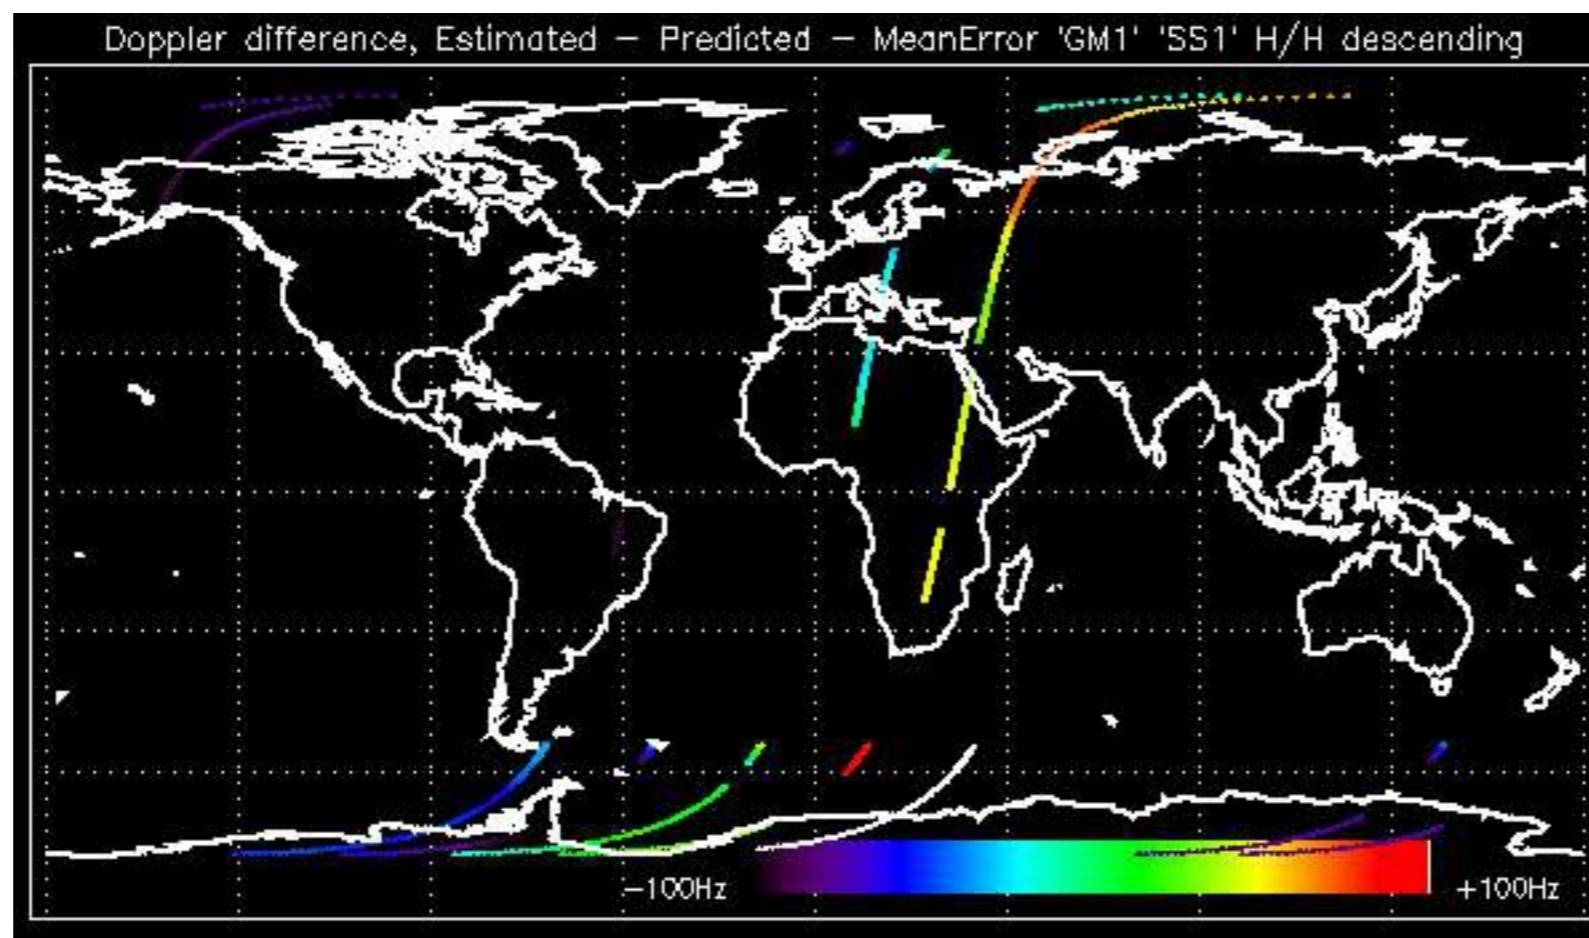 Doppler difference, Estimated – Predicted – MeanError 'GM1' 'SS1' H/H descending
–100Hz +100Hz